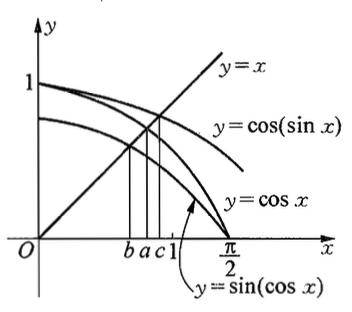 y
y=x
1
y=cos(sin x)
y=cos x
O b a c 1 π/2 x
y=sin(cos x)